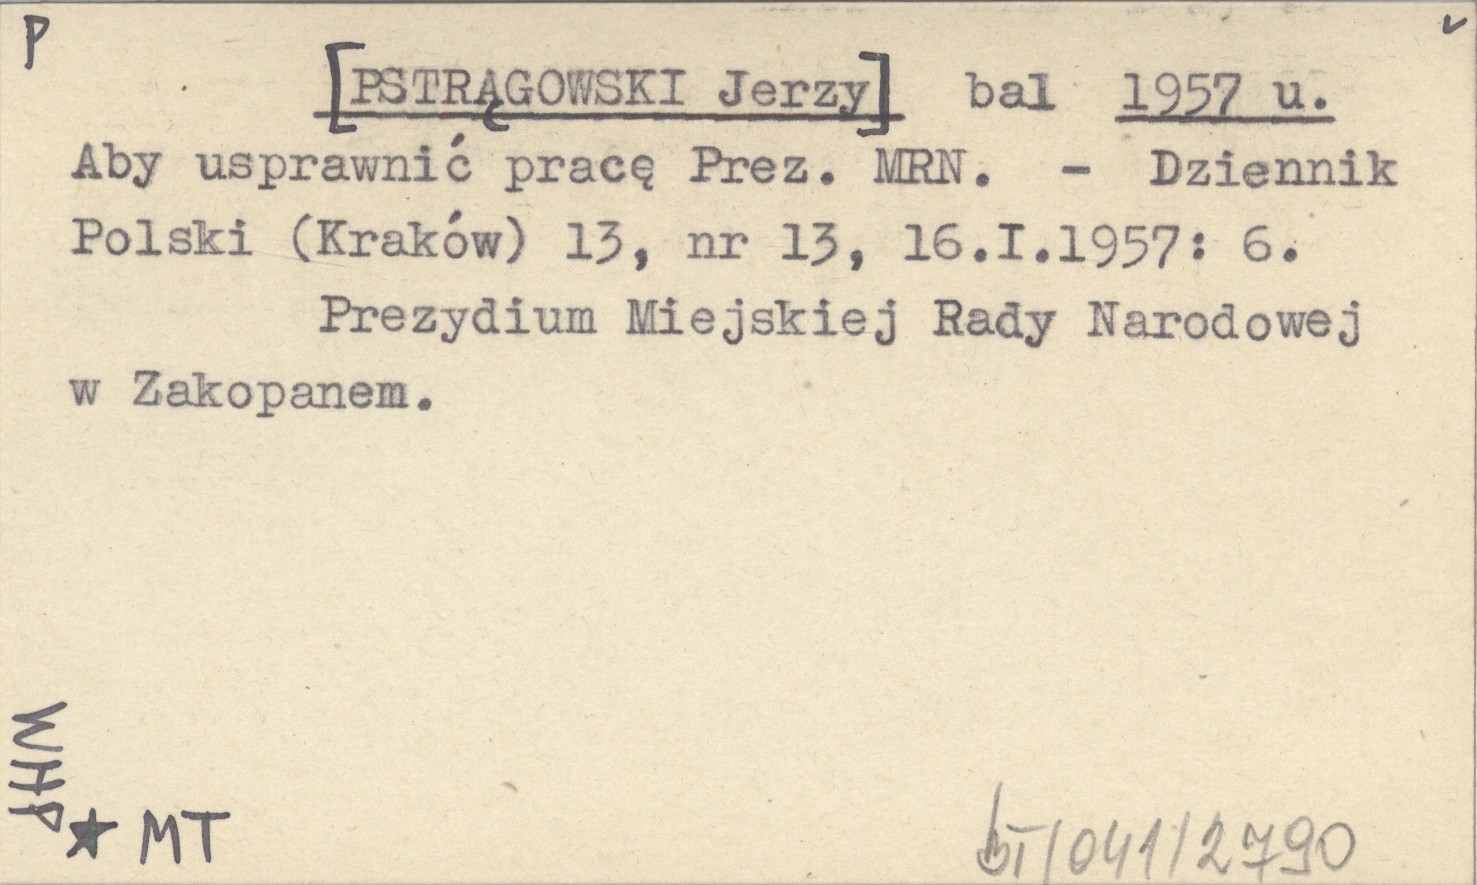 P
[PSTRĄGOWSKI Jerzy] bal 1957 u.
Aby usprawnić pracę Prez. MRN. - Dziennik
Polski (Kraków) 13, nr 13, 16.I.1957: 6.
Prezydium Miejskiej Rady Narodowej
w Zakopanem.
WHP
★ MT
/041/2790